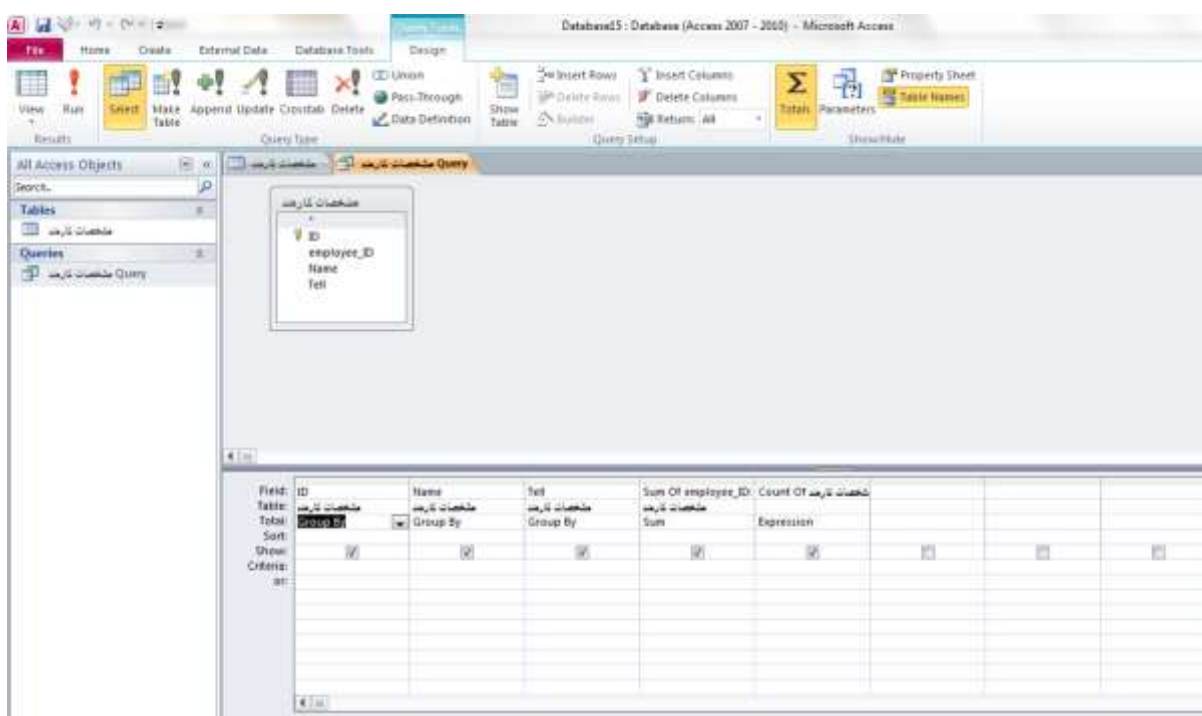 Database15 : Database (Access 2007 - 2010) - Microsoft Access
File Home Create External Data Database Tools Design
View Run Select Make Table Append Update Crosstab Delete
Union
Pass-Through
Data Definition
Show Table
Insert Rows
Delete Rows
Builder
Insert Columns
Delete Columns
Return: All
Totals Parameters
Property Sheet
Table Names
Results Query Type Query Setup Show/Hide
All Access Objects
Search..
Tables
مشخصات کارمند
Queries
مشخصات کارمند Query
مشخصات کارمند
مشخصات کارمند Query
مشخصات کارمند
*
ID
employee_ID
Name
Tell
Field: ID Name Tell Sum Of employee_ID: Count Of مشخصات کارمند
Table: مشخصات کارمند مشخصات کارمند مشخصات کارمند مشخصات کارمند
Total: Group By Group By Group By Sum Expression
Sort:
Show:
Criteria:
or: